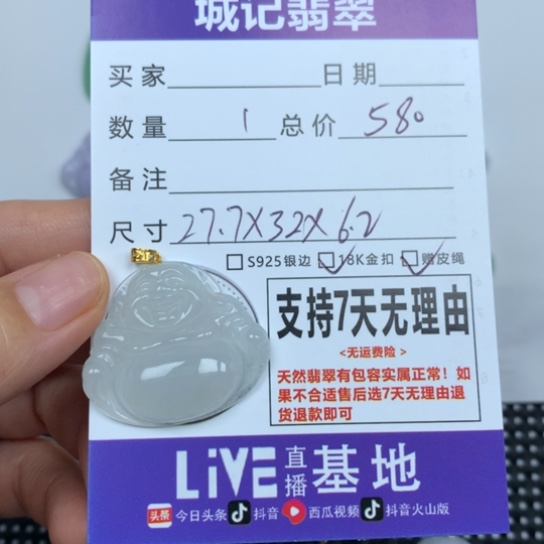 城记翡翠
买家 日期
数量 1 总价 580
备注
尺寸 27.7X32X6.2
S925银边 18K金扣 赠皮绳
支持7天无理由
<无运费险>
天然翡翠有包容实属正常！如
果不合适售后选7天无理由退
货退款即可
LiVE 直播 基地
头条 今日头条 抖音 西瓜视频 抖音火山版